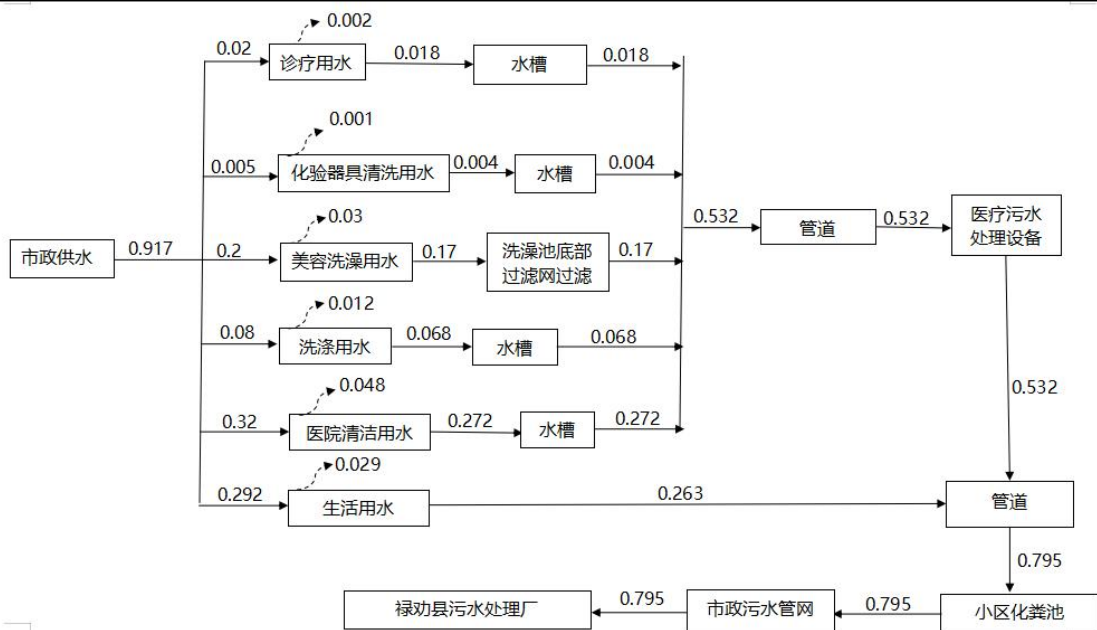 0.002
0.02
诊疗用水
0.018
水槽
0.018
0.001
0.005
化验器具清洗用水
0.004
水槽
0.004
市政供水
0.917
0.03
0.2
美容洗澡用水
0.17
洗澡池底部
过滤网过滤
0.17
0.532
管道
0.532
医疗污水
处理设备
0.012
0.08
洗涤用水
0.068
水槽
0.068
0.048
0.32
医院清洁用水
0.272
水槽
0.272
0.532
0.029
0.292
生活用水
0.263
管道
0.795
禄劝县污水处理厂
0.795
市政污水管网
0.795
小区化粪池